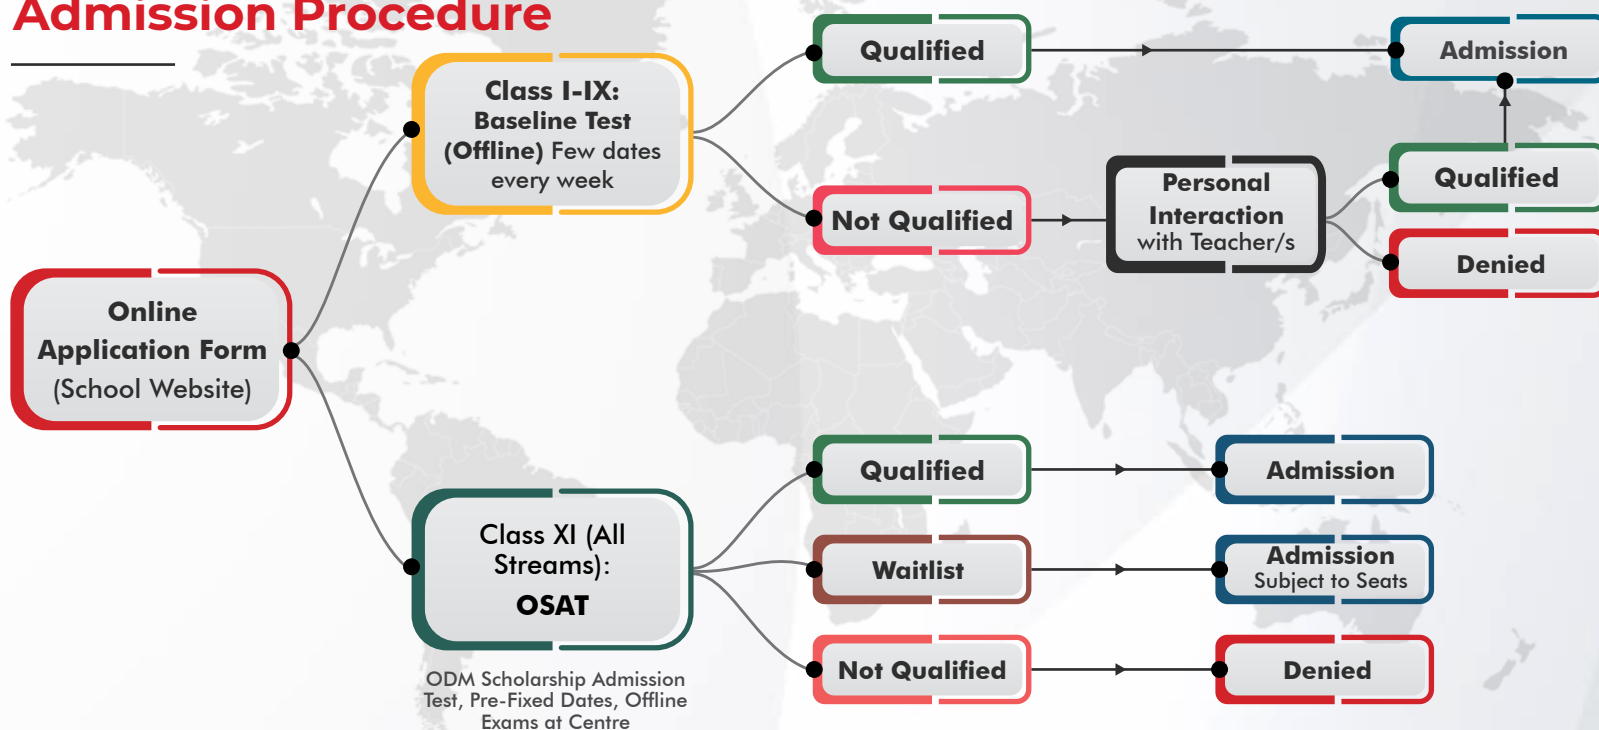 Admission Procedure
Online
Application Form
(School Website)
Class I-IX:
Baseline Test
(Offline) Few dates
every week
Qualified
Admission
Not Qualified
Personal
Interaction
with Teacher/s
Qualified
Denied
Class XI (All
Streams):
OSAT
ODM Scholarship Admission
Test, Pre-Fixed Dates, Offline
Exams at Centre
Qualified
Admission
Waitlist
Admission
Subject to Seats
Not Qualified
Denied